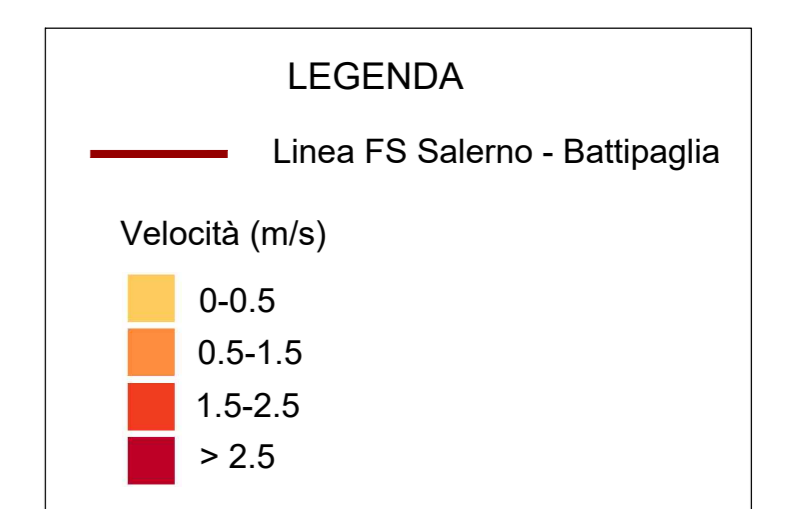 LEGENDA
Linea FS Salerno - Battipaglia
Velocità (m/s)
0-0.5
0.5-1.5
1.5-2.5
> 2.5